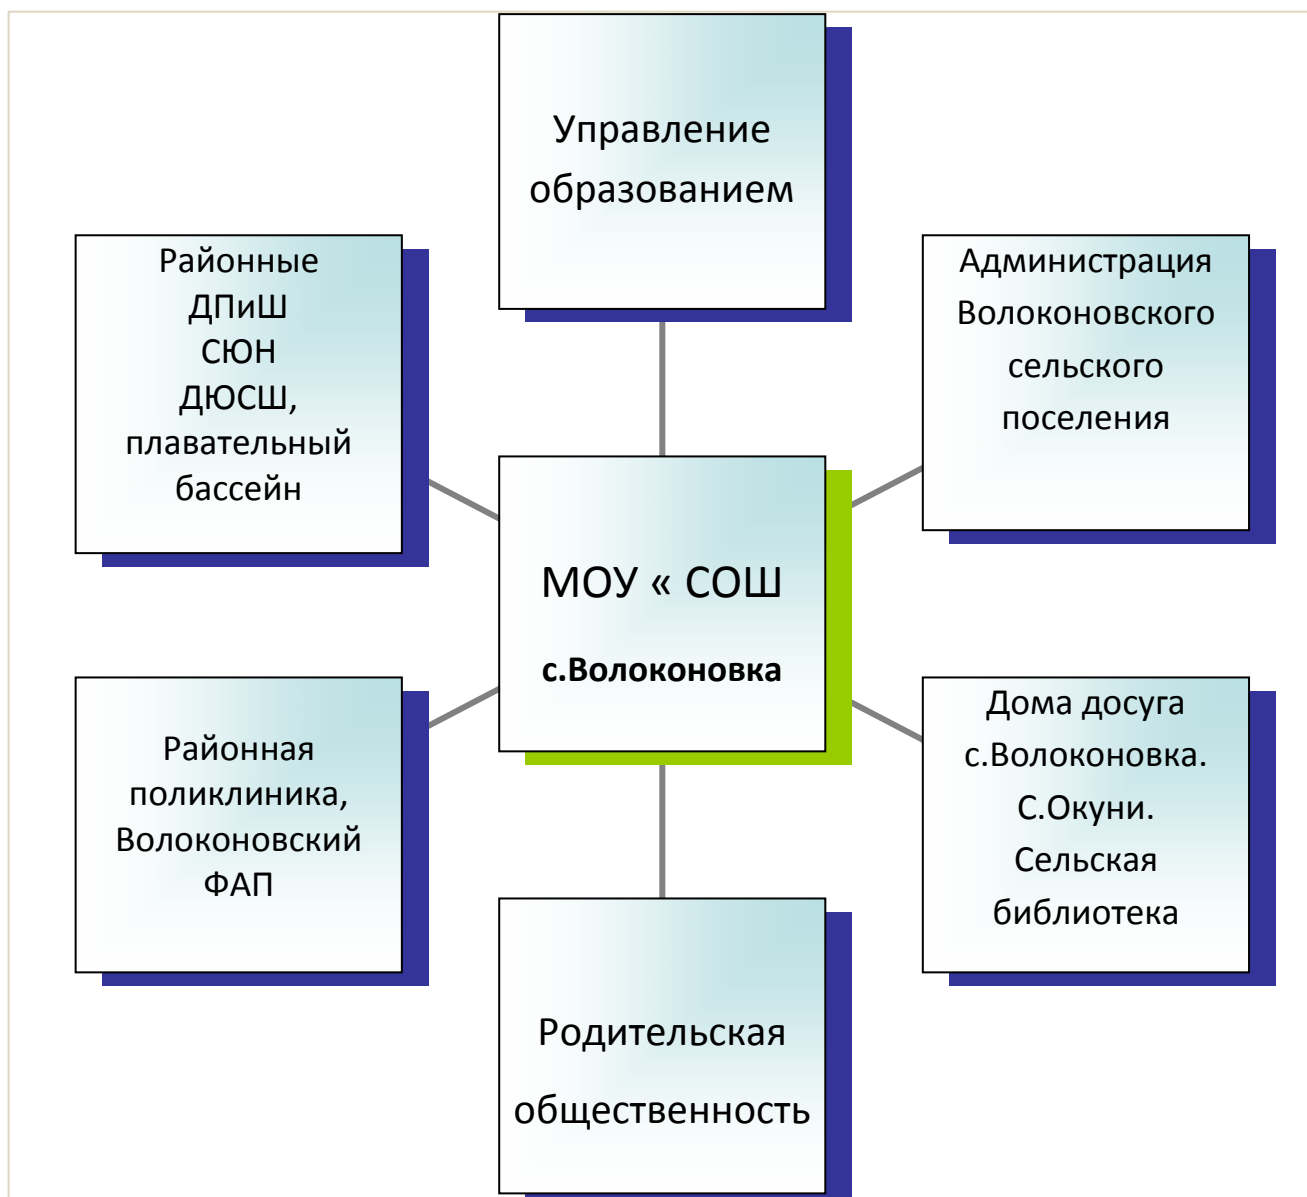 Управление
образованием
Районные
ДПиШ
СЮН
ДЮСШ,
плавательный
бассейн
Администрация
Волоконовского
сельского
поселения
МОУ « СОШ
с.Волоконовка
Районная
поликлиника,
Волоконовский
ФАП
Дома досуга
с.Волоконовка.
С.Окуни.
Сельская
библиотека
Родительская
общественность